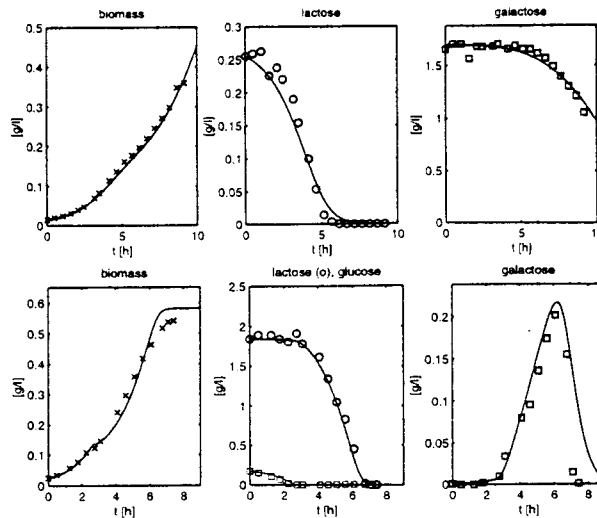 biomass lactose galactose
[g/l] 0.5 0.4 0.3 0.2 0.1 0
[g/l] 0.3 0.25 0.2 0.15 0.1 0.05 0
[g/l] 1.5 1 0.5 0
0 5 10 0 5 10 0 5 10
t [h] t [h] t [h]
biomass lactose (o), glucose galactose
[g/l] 0.6 0.5 0.4 0.3 0.2 0.1 0
[g/l] 2 1.5 1 0.5 0
[g/l] 0.2 0.15 0.1 0.05 0
0 2 4 6 8 0 2 4 6 8 0 2 4 6 8
t [h] t [h] t [h]